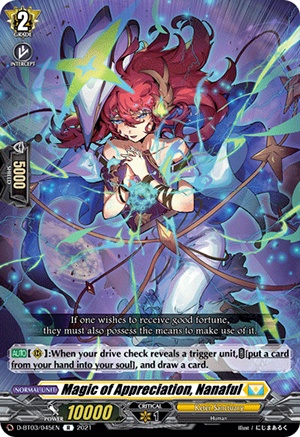 2
GRADE
INTERCEPT
5000
SHIELD
If one wishes to receive good fortune,
they must also possess the means to make use of it.
AUTO [ ]:When your drive check reveals a trigger unit, [put a card
from your hand into your soul], and draw a card.
NORMAL UNIT
Magic of Appreciation, Nanaful
POWER 10000 CRITICAL 1
Keter Sanctuary
Human
D-BT03/045EN R 2021 Illust / にじまあるく